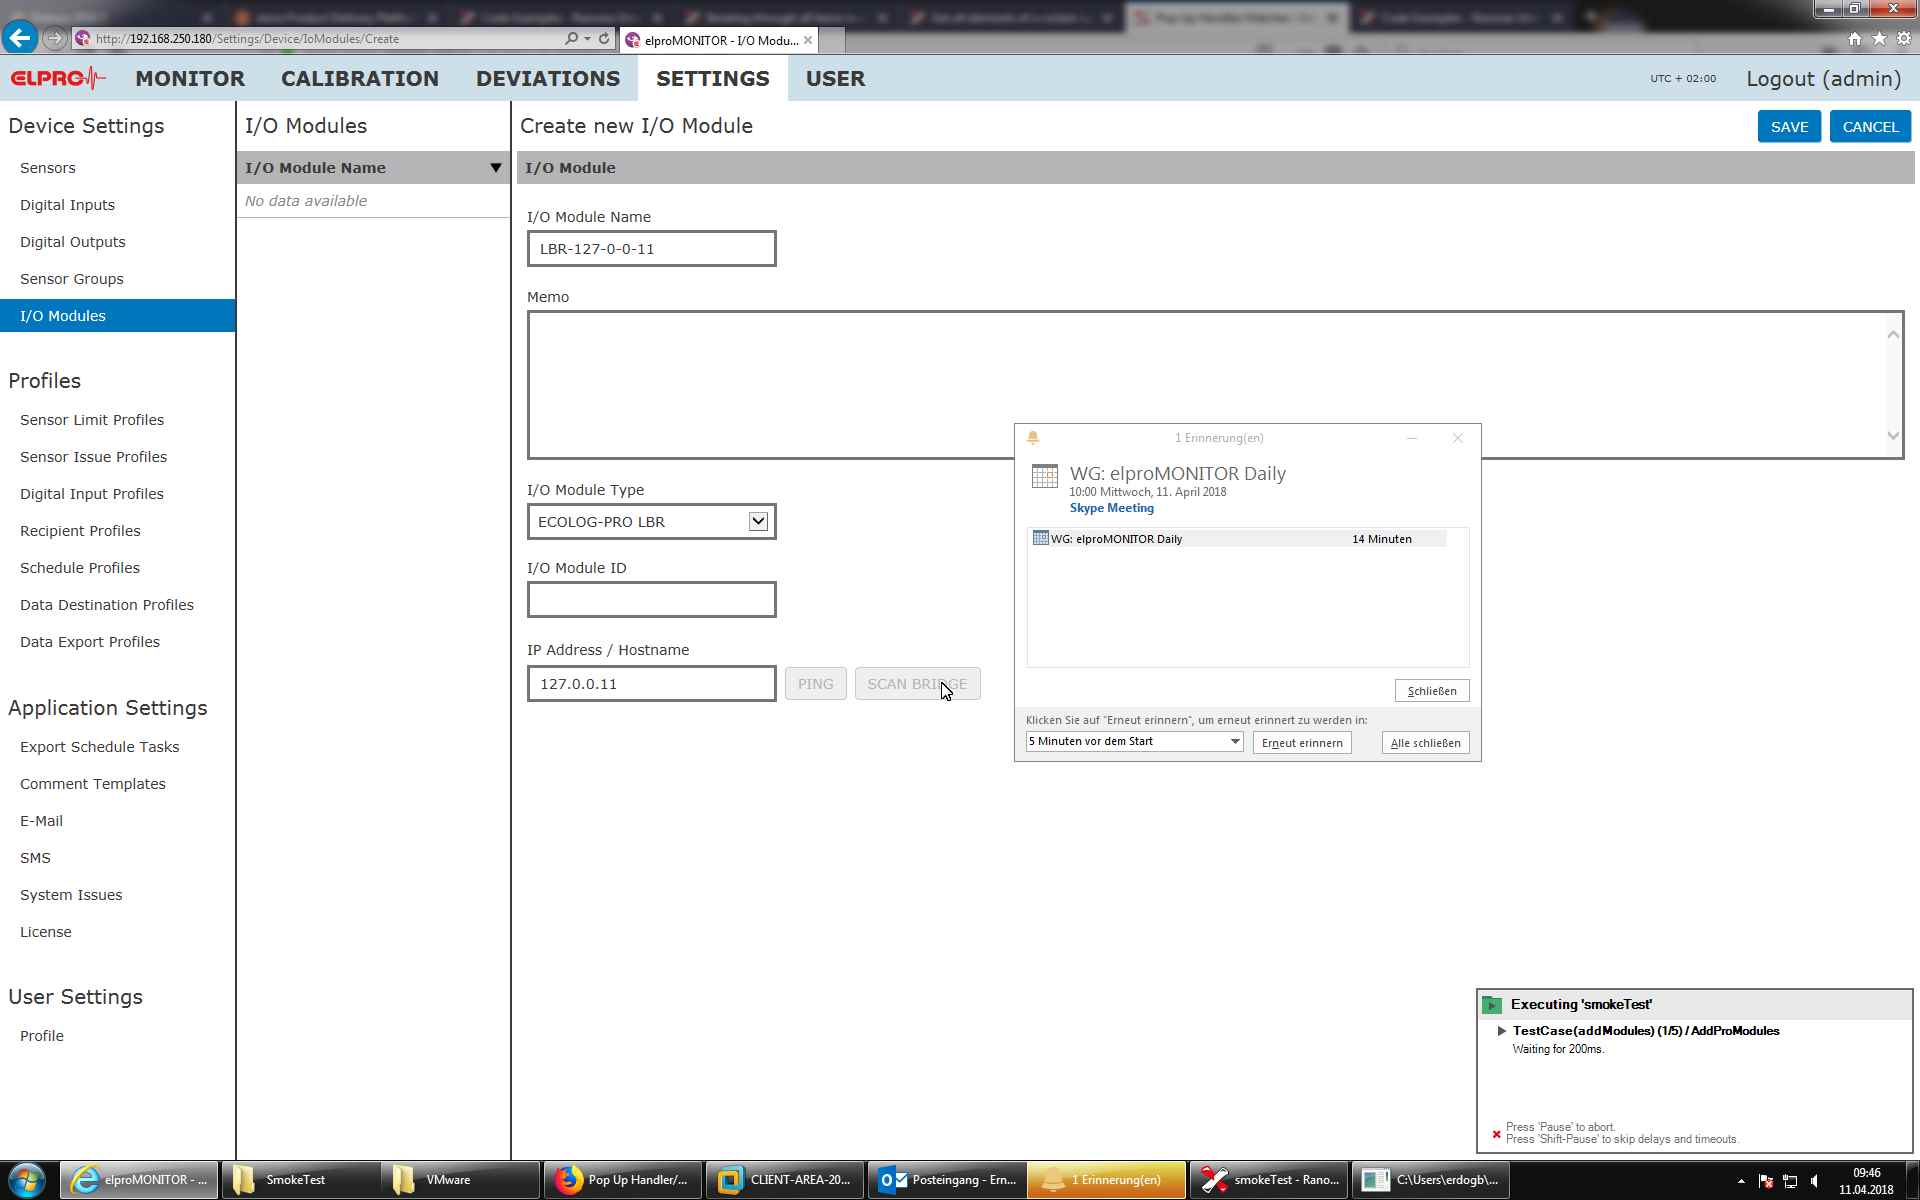 http://192.168.250.180/Settings/Device/IoModules/Create
elproMONITOR - I/O Modu...
ELPRO
MONITOR
CALIBRATION
DEVIATIONS
SETTINGS
USER
UTC + 02:00
Logout (admin)
Device Settings
Sensors
Digital Inputs
Digital Outputs
Sensor Groups
I/O Modules
Profiles
Sensor Limit Profiles
Sensor Issue Profiles
Digital Input Profiles
Recipient Profiles
Schedule Profiles
Data Destination Profiles
Data Export Profiles
Application Settings
Export Schedule Tasks
Comment Templates
E-Mail
SMS
System Issues
License
User Settings
Profile
I/O Modules
I/O Module Name
No data available
Create new I/O Module
SAVE
CANCEL
I/O Module
I/O Module Name
LBR-127-0-0-11
Memo
I/O Module Type
ECOLOG-PRO LBR
I/O Module ID
IP Address / Hostname
127.0.0.11
PING
SCAN BRIDGE
1 Erinnerung(en)
WG: elproMONITOR Daily
10:00 Mittwoch, 11. April 2018
Skype Meeting
WG: elproMONITOR Daily 14 Minuten
Schließen
Klicken Sie auf "Erneut erinnern", um erneut erinnert zu werden in:
5 Minuten vor dem Start
Erneut erinnern
Alle schließen
Executing 'smokeTest'
TestCase(addModules) (1/5) / AddProModules
Waiting for 200ms.
Press 'Pause' to abort.
Press 'Shift-Pause' to skip delays and timeouts.
elproMONITOR - ...
SmokeTest
VMware
Pop Up Handler/...
CLIENT-AREA-20...
Posteingang - Ern...
1 Erinnerung(en)
smokeTest - Rano...
C:\Users\erdogb\...
09:46
11.04.2018